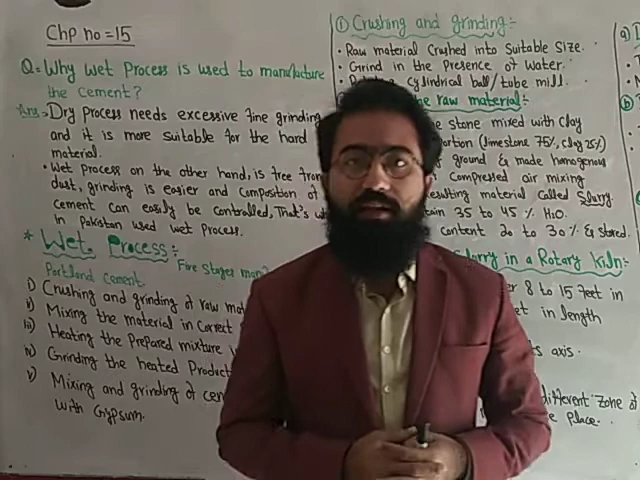 Chp no = 15
Q= Why Wet Process is used to manufacture
the cement?
Ans:- Dry process needs excessive fine grinding
and it is more suitable for the hard
material.
• Wet Process on the other hand, is free from
dust, grinding is easier and composition of
cement can easily be controlled, That's
in Pakistan used wet Process.
* Wet Process:-
Portland cement Five Stages
i) Crushing and grinding of raw
ii) Mixing the material in Correct
iii) Heating the Prepared mixture
iv) Grinding the heated Product
v) Mixing and grinding of
with Gypsum.
① Crushing and grinding:-
• Raw material Crushed into Suitable Size.
• Grind in the Presence of Water.
cylindrical ball/tube mill.
the raw material:-
stone mixed with clay
(limestone 75%, clay 25%)
ground & made homogenous
compressed air mixing
resulting material called Slurry.
35 to 45% H₂O.
content 20 to 30% & stored.
Slurry in a Rotary kiln:-
8 to 15 Feet in
in length
axis.
different zone of
Place.
a)
b)